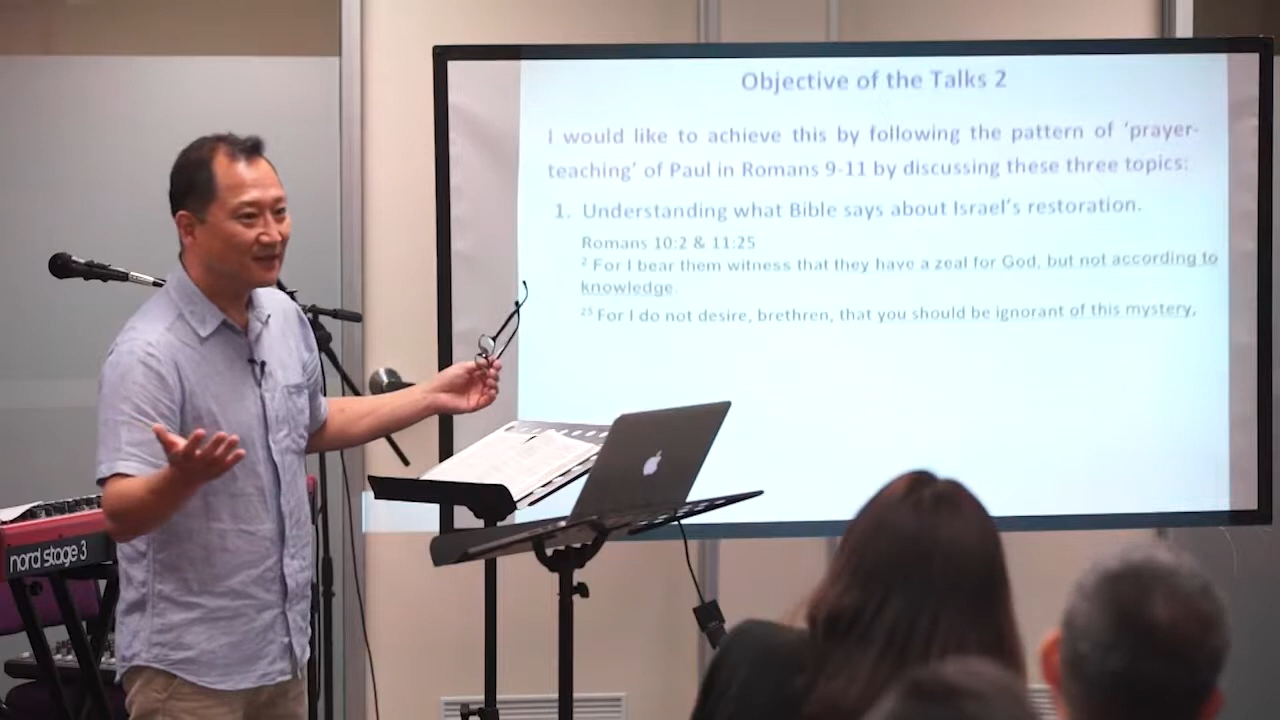 Objective of the Talks 2
I would like to achieve this by following the pattern of ‘prayer-
teaching’ of Paul in Romans 9-11 by discussing these three topics:
1. Understanding what Bible says about Israel’s restoration.
Romans 10:2 & 11:25
² For I bear them witness that they have a zeal for God, but not according to
knowledge.
²⁵ For I do not desire, brethren, that you should be ignorant of this mystery,
nord stage 3